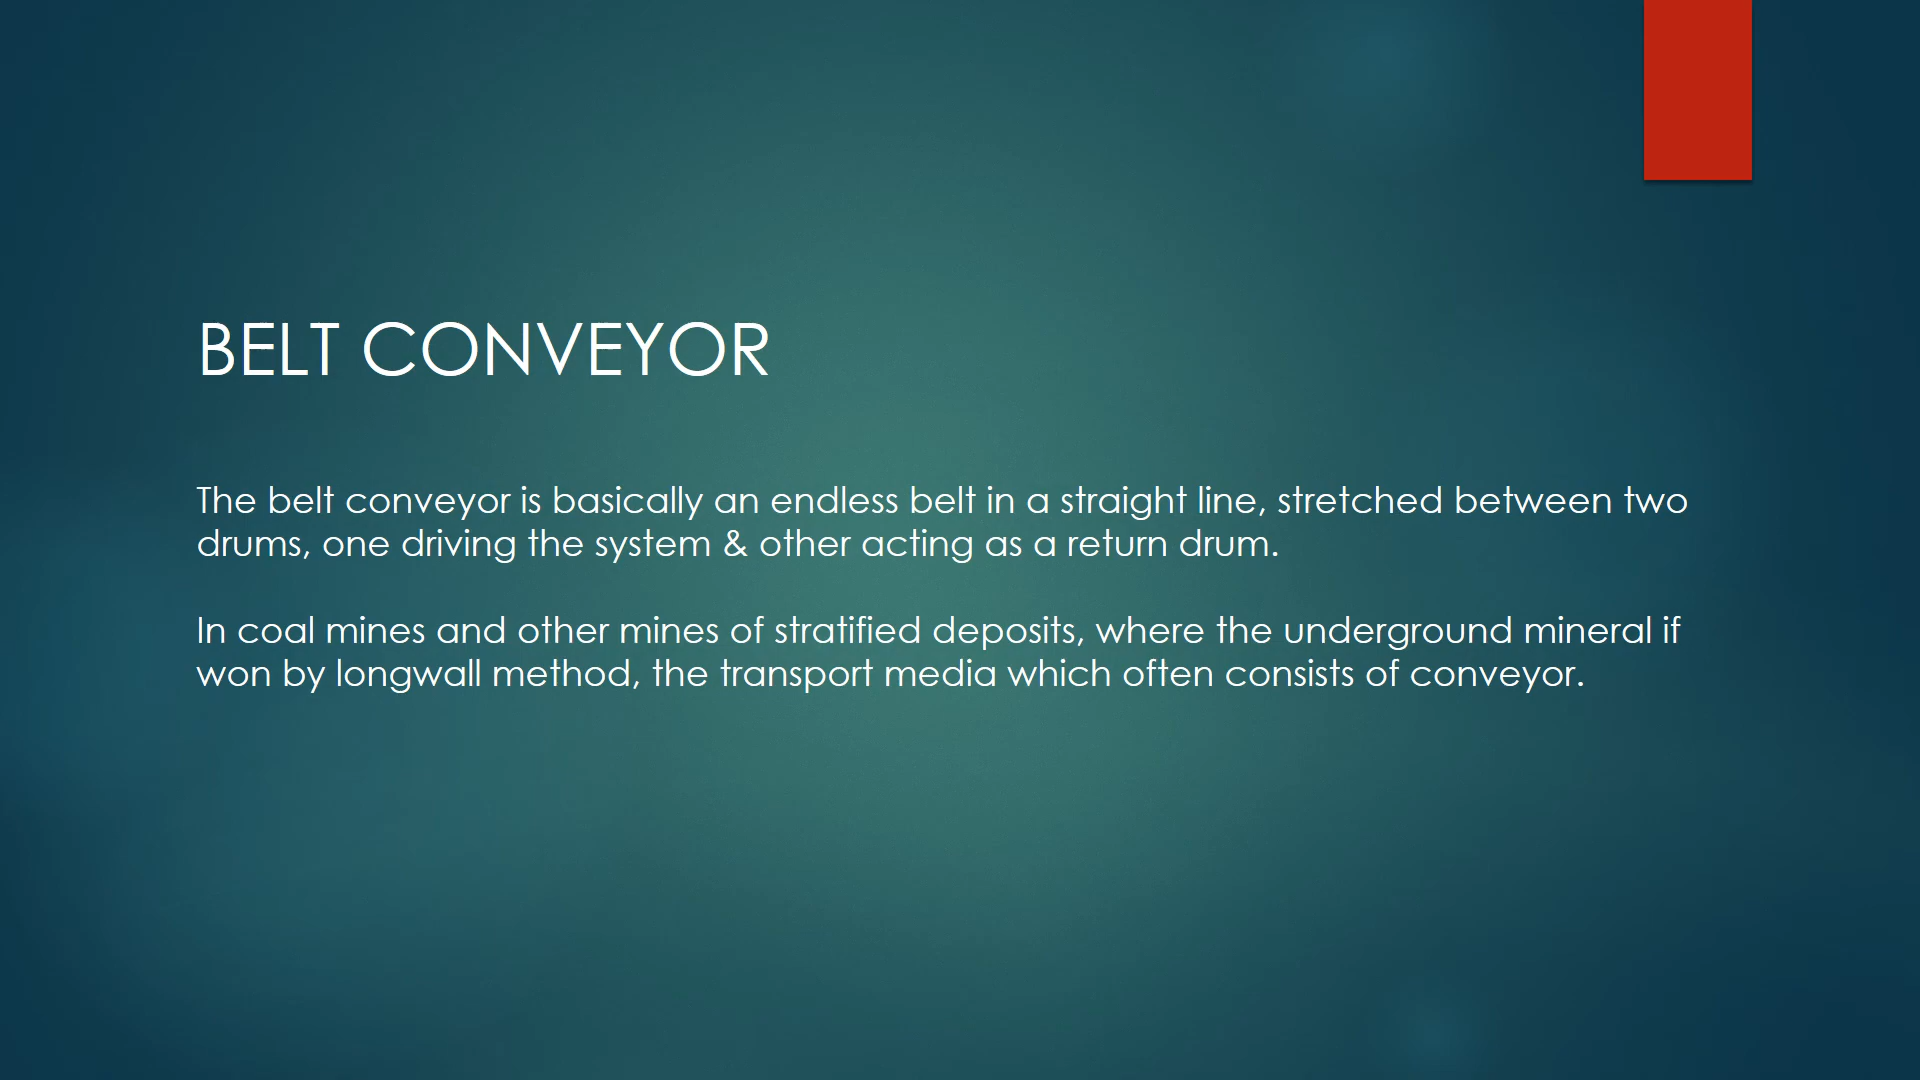 BELT CONVEYOR
The belt conveyor is basically an endless belt in a straight line, stretched between two
drums, one driving the system & other acting as a return drum.
In coal mines and other mines of stratified deposits, where the underground mineral if
won by longwall method, the transport media which often consists of conveyor.